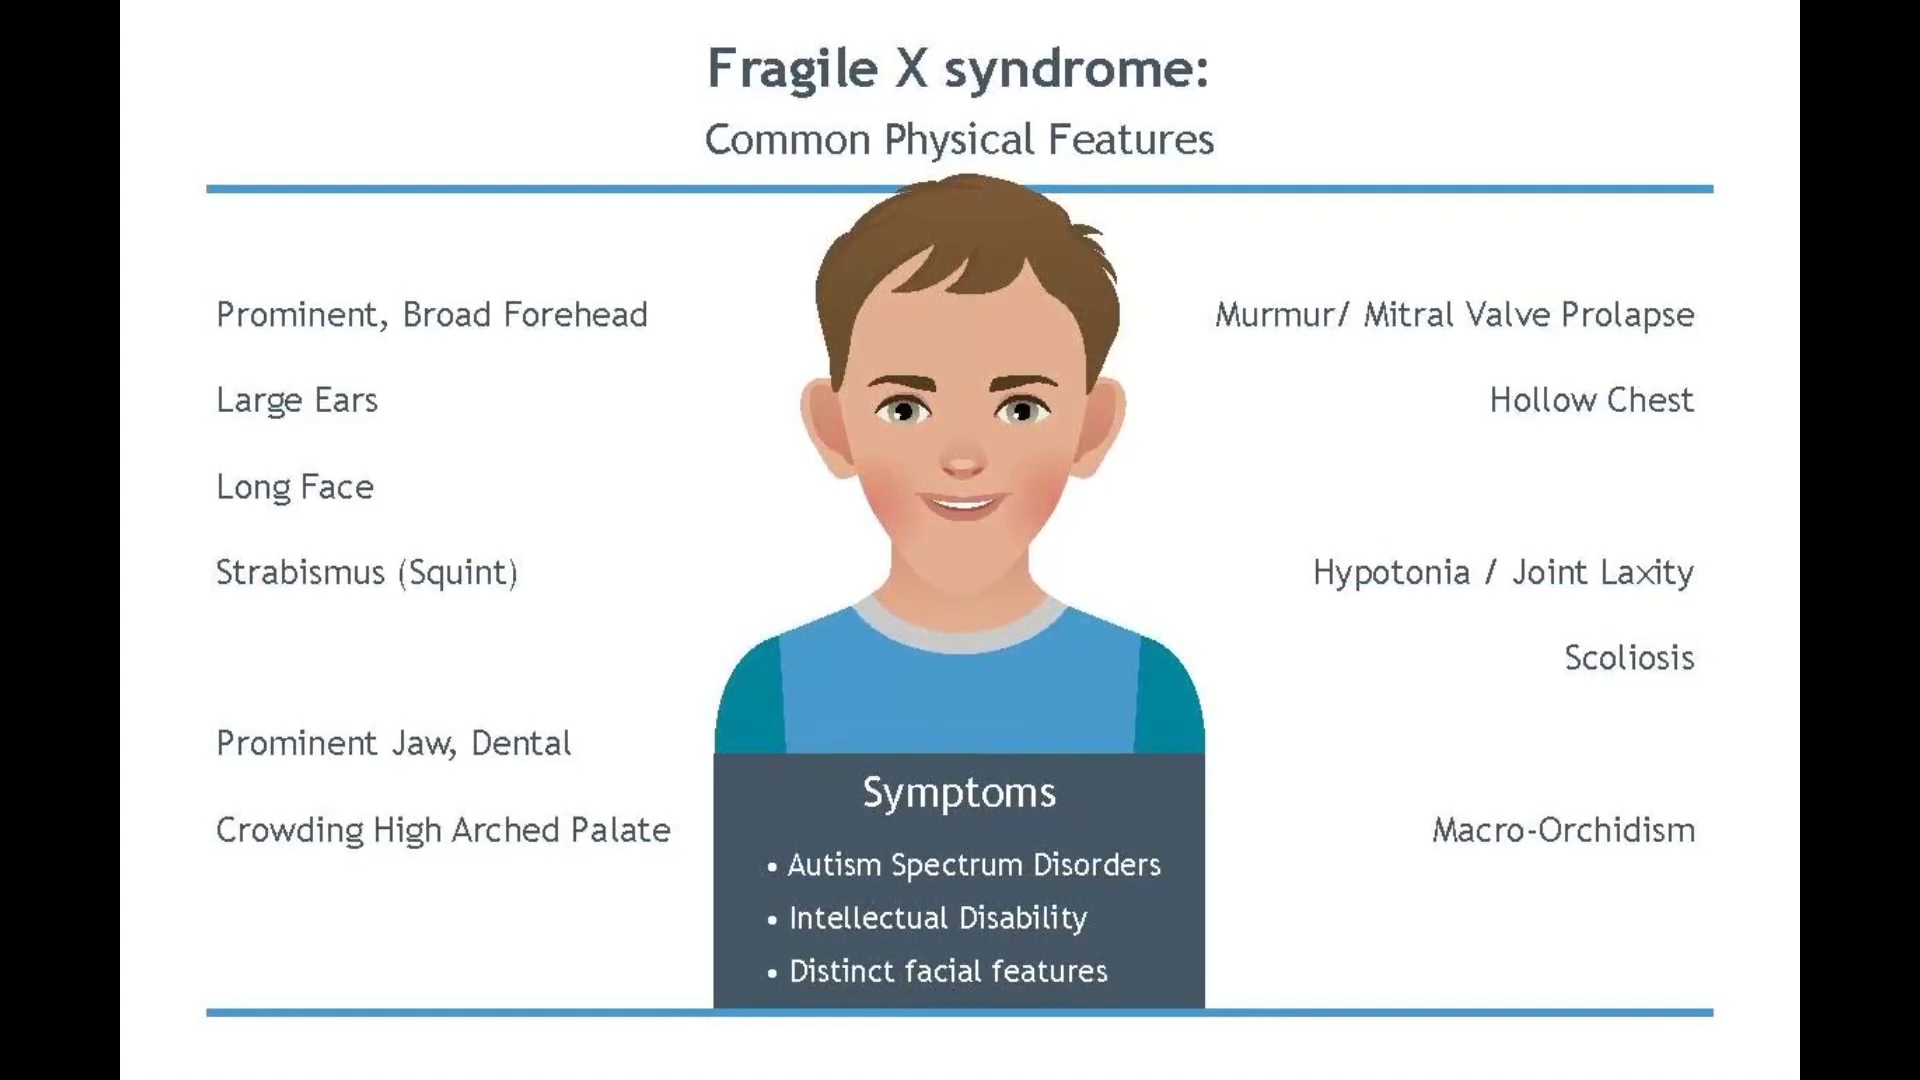 Fragile X syndrome:
Common Physical Features
Prominent, Broad Forehead
Large Ears
Long Face
Strabismus (Squint)
Prominent Jaw, Dental
Crowding High Arched Palate
Murmur/ Mitral Valve Prolapse
Hollow Chest
Hypotonia / Joint Laxity
Scoliosis
Macro-Orchidism
Symptoms
• Autism Spectrum Disorders
• Intellectual Disability
• Distinct facial features